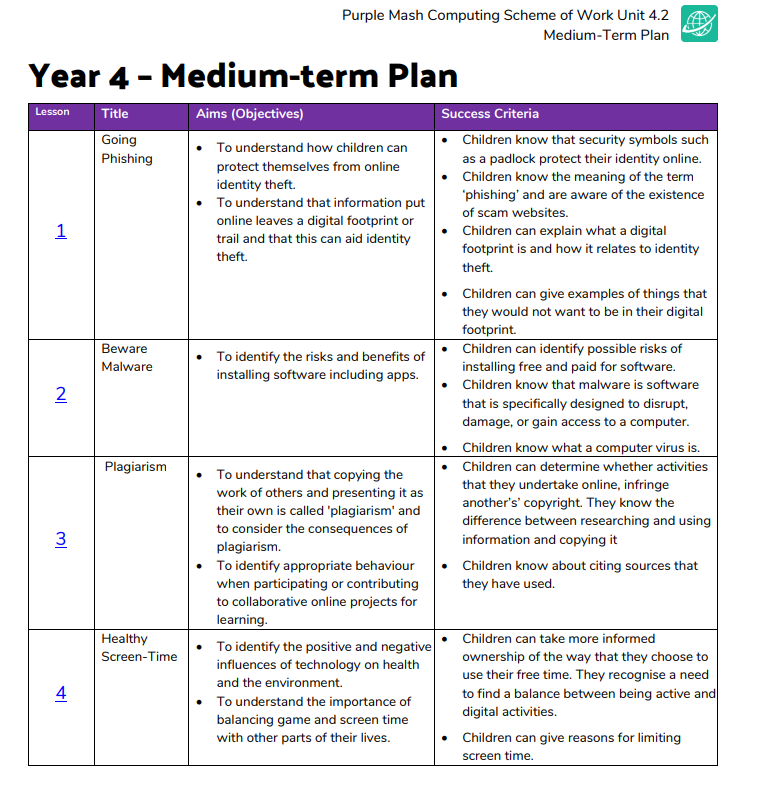 Purple Mash Computing Scheme of Work Unit 4.2
Medium-Term Plan
Year 4 – Medium-term Plan
Lesson
Title
Aims (Objectives)
Success Criteria
1
Going
Phishing
• To understand how children can
protect themselves from online
identity theft.
• To understand that information put
online leaves a digital footprint or
trail and that this can aid identity
theft.
• Children know that security symbols such
as a padlock protect their identity online.
• Children know the meaning of the term
‘phishing’ and are aware of the existence
of scam websites.
• Children can explain what a digital
footprint is and how it relates to identity
theft.
• Children can give examples of things that
they would not want to be in their digital
footprint.
2
Beware
Malware
• To identify the risks and benefits of
installing software including apps.
• Children can identify possible risks of
installing free and paid for software.
• Children know that malware is software
that is specifically designed to disrupt,
damage, or gain access to a computer.
• Children know what a computer virus is.
3
Plagiarism
• To understand that copying the
work of others and presenting it as
their own is called 'plagiarism' and
to consider the consequences of
plagiarism.
• To identify appropriate behaviour
when participating or contributing
to collaborative online projects for
learning.
• Children can determine whether activities
that they undertake online, infringe
another’s’ copyright. They know the
difference between researching and using
information and copying it
• Children know about citing sources that
they have used.
4
Healthy
Screen-Time
• To identify the positive and negative
influences of technology on health
and the environment.
• To understand the importance of
balancing game and screen time
with other parts of their lives.
• Children can take more informed
ownership of the way that they choose to
use their free time. They recognise a need
to find a balance between being active and
digital activities.
• Children can give reasons for limiting
screen time.